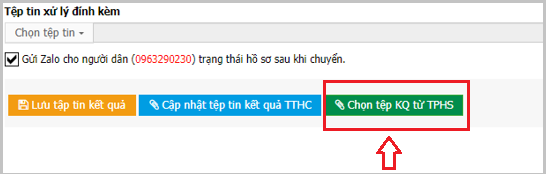 Tệp tin xử lý đính kèm
Chọn tệp tin
Gửi Zalo cho người dân (0963290230) trạng thái hồ sơ sau khi chuyển.
Lưu tập tin kết quả Cập nhật tệp tin kết quả TTHC Chọn tệp KQ từ TPHS